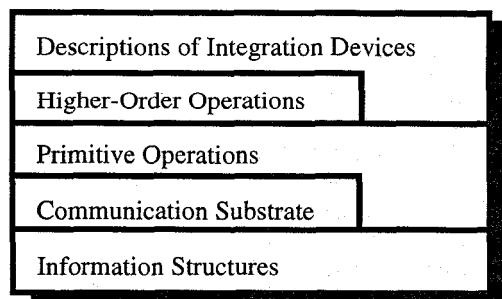 Descriptions of Integration Devices
Higher-Order Operations
Primitive Operations
Communication Substrate
Information Structures